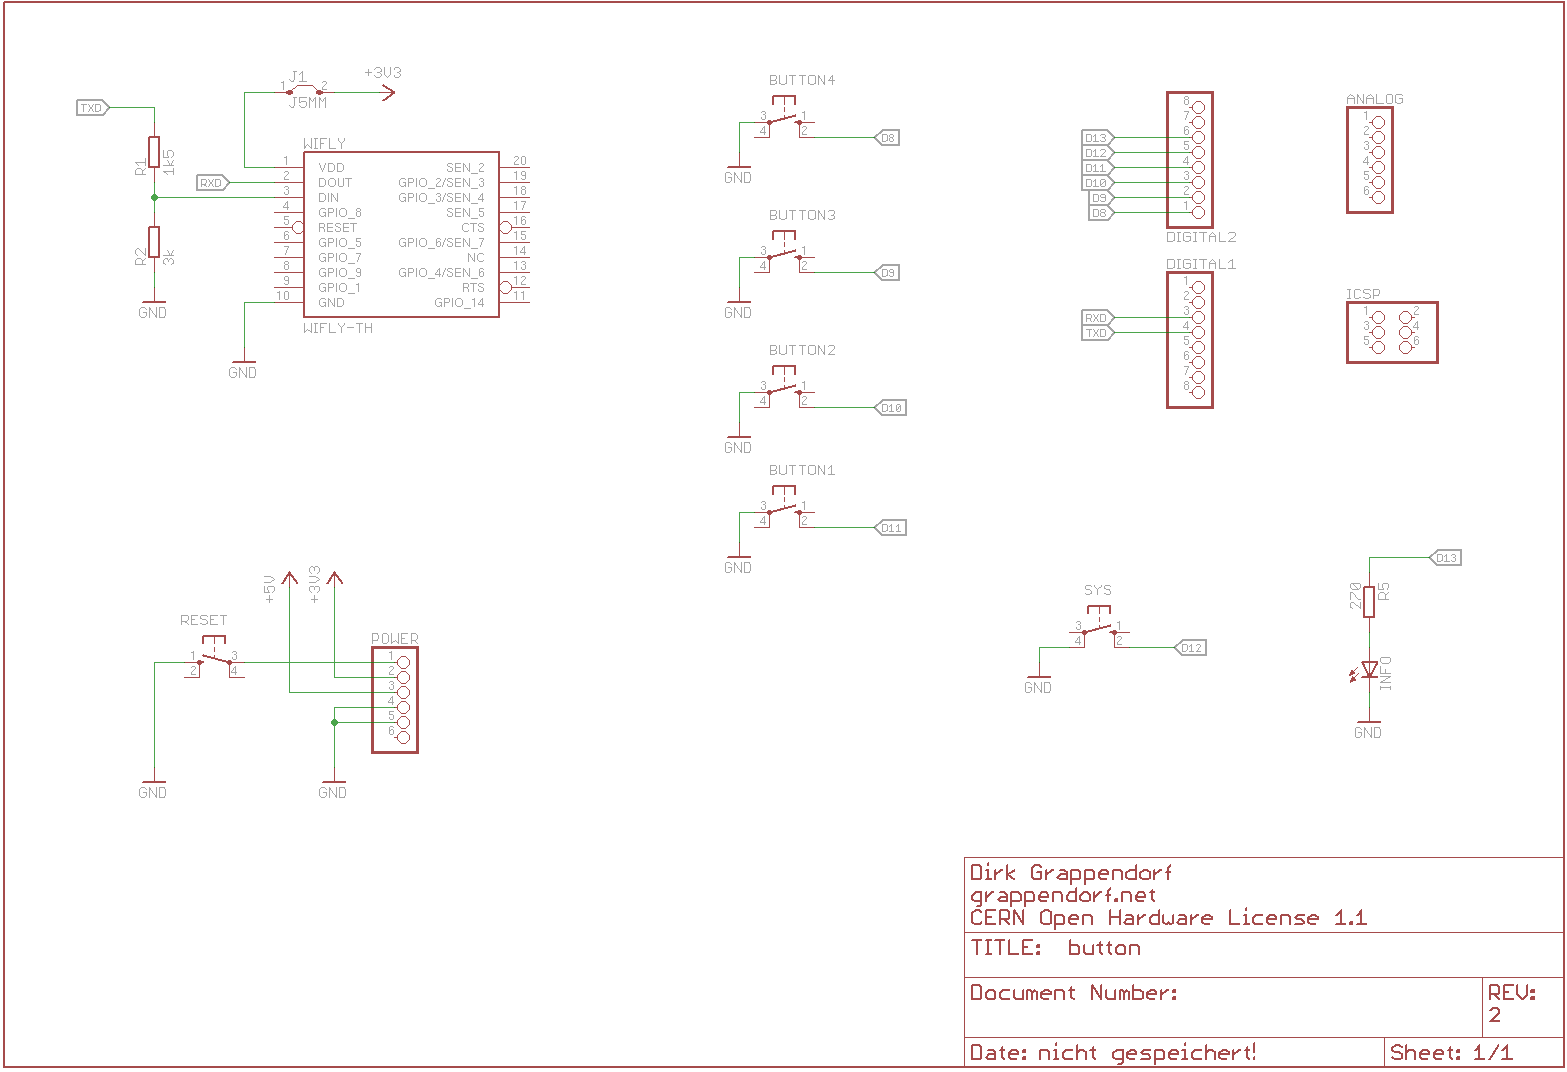 J1
1
2
J5MM
+3V3
TXD
R1
1k5
R2
3k
GND
RXD
WIFLY
1 VDD SEN_2 20
2 DOUT GPIO_2/SEN_3 19
3 DIN GPIO_3/SEN_4 18
4 GPIO_8 SEN_5 17
5 RESET CTS 16
6 GPIO_5 GPIO_6/SEN_7 15
7 GPIO_7 NC 14
8 GPIO_9 GPIO_4/SEN_6 13
9 GPIO_1 RTS 12
10 GND GPIO_14 11
WIFLY-TH
GND
BUTTON4
3 1
4 2
D8
GND
BUTTON3
3 1
4 2
D9
GND
BUTTON2
3 1
4 2
D10
GND
BUTTON1
3 1
4 2
D11
GND
8
7
D13 6
D12 5
D11 4
D10 3
D9 2
D8 1
DIGITAL2
DIGITAL1
1
2
RXD 3
TXD 4
5
6
7
8
ANALOG
1
2
3
4
5
6
ICSP
1 2
3 4
5 6
+5V
+3V3
RESET
1 3
2 4
GND
POWER
1
2
3
4
5
6
GND
SYS
3 1
4 2
D12
GND
D13
270
R5
INFO
GND
Dirk Grappendorf
grappendorf.net
CERN Open Hardware License 1.1
TITLE: button
Document Number:
REV:
2
Date: nicht gespeichert!
Sheet: 1/1